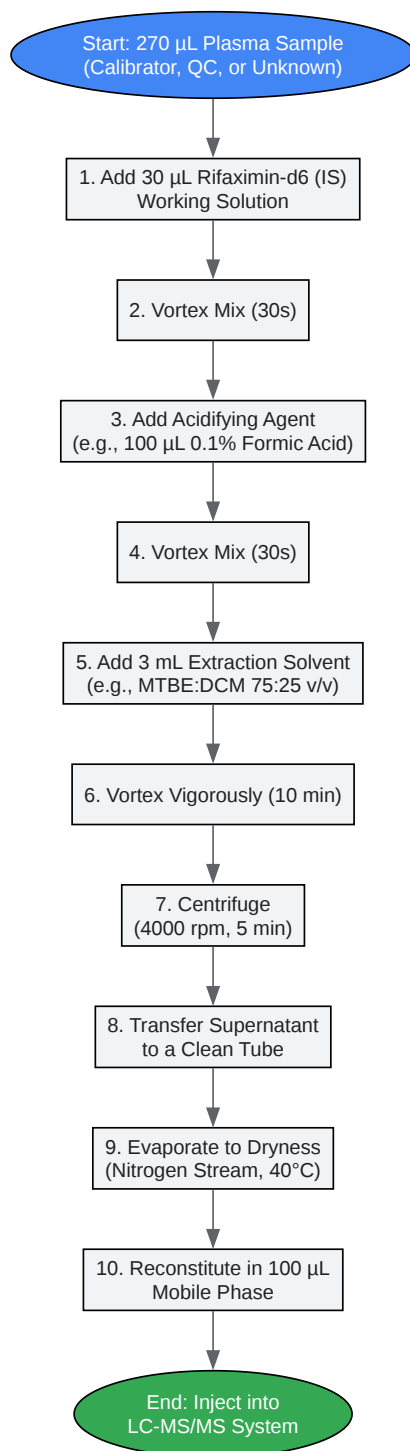 Start: 270 µL Plasma Sample
(Calibrator, QC, or Unknown)
1. Add 30 µL Rifaximin-d6 (IS)
Working Solution
2. Vortex Mix (30s)
3. Add Acidifying Agent
(e.g., 100 µL 0.1% Formic Acid)
4. Vortex Mix (30s)
5. Add 3 mL Extraction Solvent
(e.g., MTBE:DCM 75:25 v/v)
6. Vortex Vigorously (10 min)
7. Centrifuge
(4000 rpm, 5 min)
8. Transfer Supernatant
to a Clean Tube
9. Evaporate to Dryness
(Nitrogen Stream, 40°C)
10. Reconstitute in 100 µL
Mobile Phase
End: Inject into
LC-MS/MS System